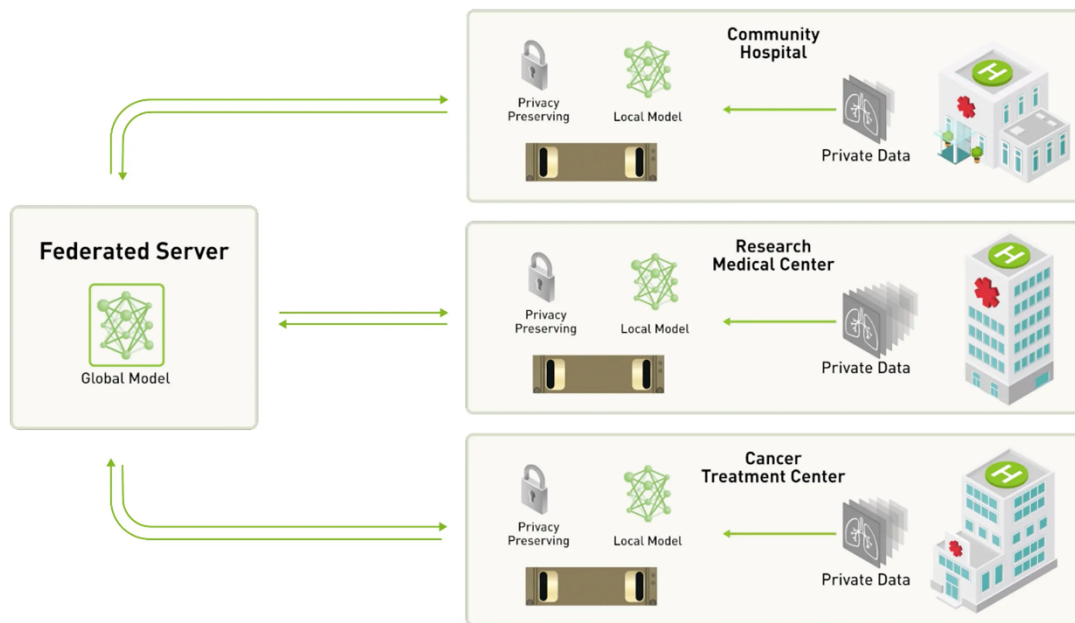 Community
Hospital
Privacy
Preserving
Local Model
Private Data
H
Federated Server
Global Model
Research
Medical Center
Privacy
Preserving
Local Model
Private Data
H
Cancer
Treatment Center
Privacy
Preserving
Local Model
Private Data
H